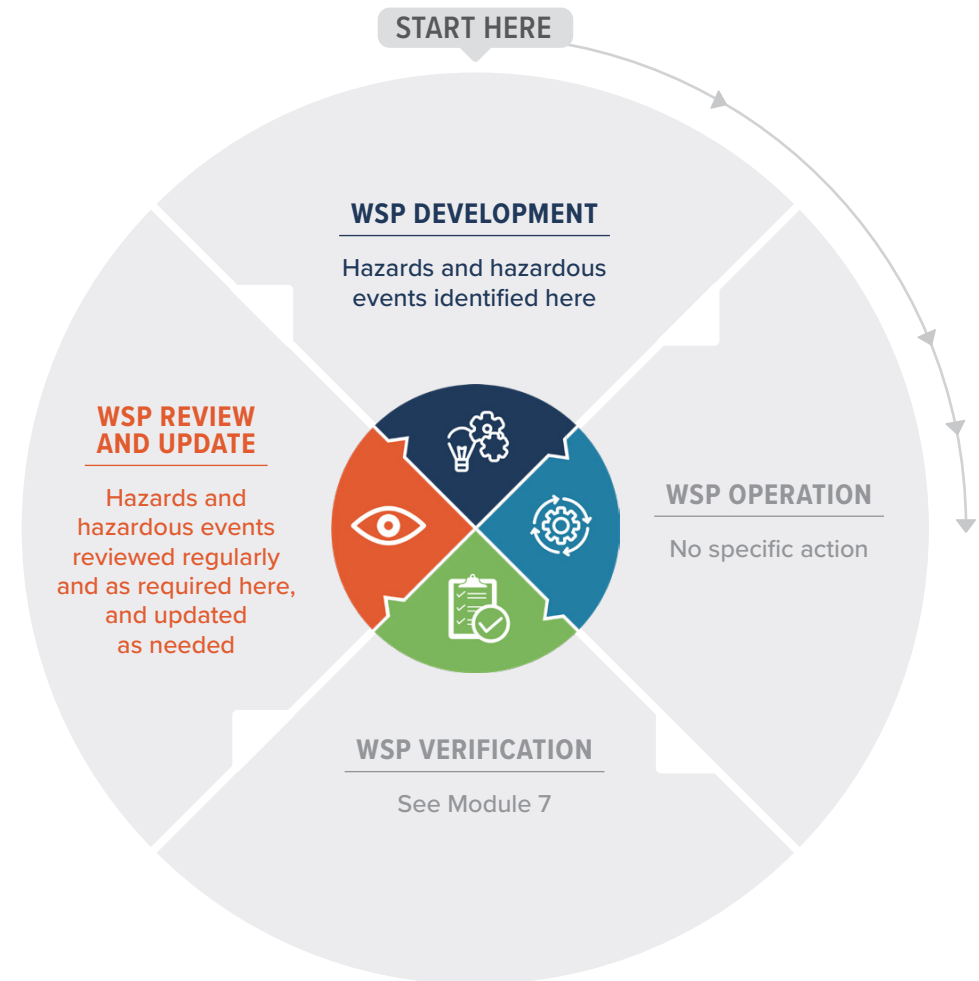 START HERE
WSP DEVELOPMENT
Hazards and hazardous
events identified here
WSP OPERATION
No specific action
WSP VERIFICATION
See Module 7
WSP REVIEW
AND UPDATE
Hazards and
hazardous events
reviewed regularly
and as required here,
and updated
as needed